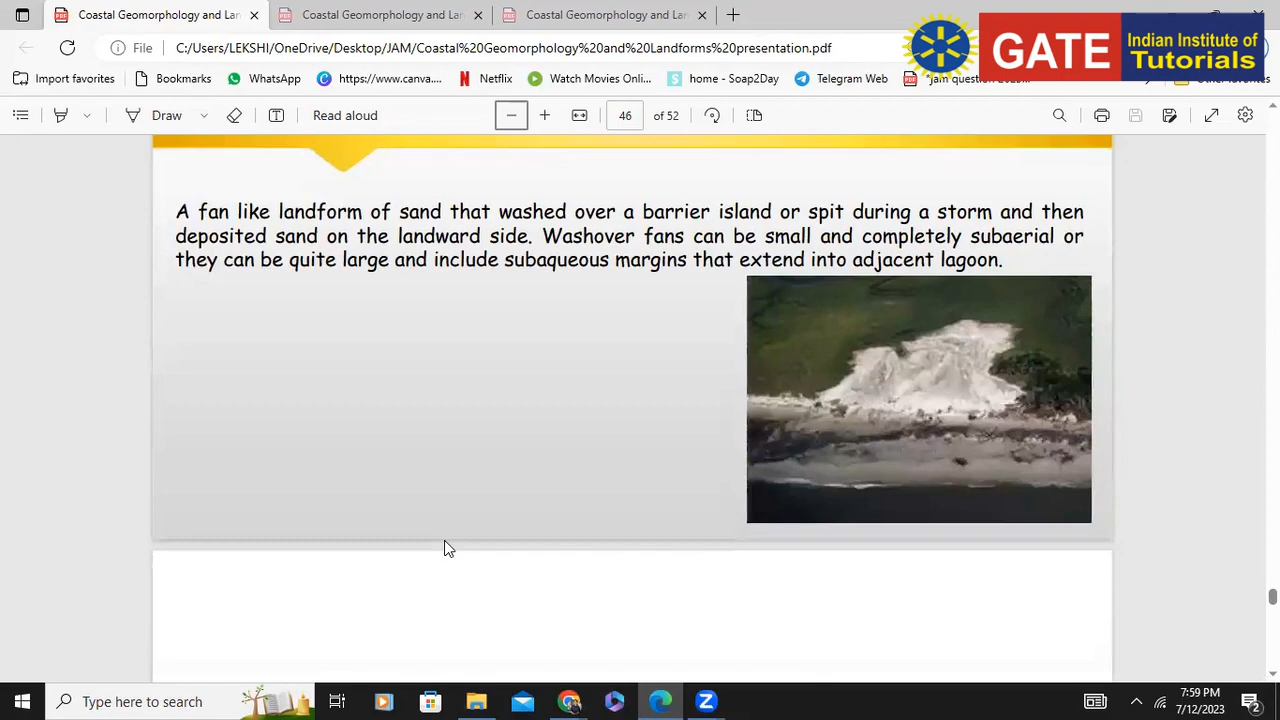 Coastal Geomorphology and Lan
Coastal Geomorphology and Lan
Coastal Geomorphology and Lan
File
C:/Users/LEKSHI/OneDrive/Desktop/JAM/Coastal%20Geomorphology%20and%20Landforms%20presentation.pdf
GATE
Indian Institute of
Tutorials
Import favorites
Bookmarks
WhatsApp
https://www.canva....
Netflix
Watch Movies Onli...
home - Soap2Day
Telegram Web
Draw
Read aloud
46
of 52
A fan like landform of sand that washed over a barrier island or spit during a storm and then
deposited sand on the landward side. Washover fans can be small and completely subaerial or
they can be quite large and include subaqueous margins that extend into adjacent lagoon.
Type here to search
7:59 PM
7/12/2023
2